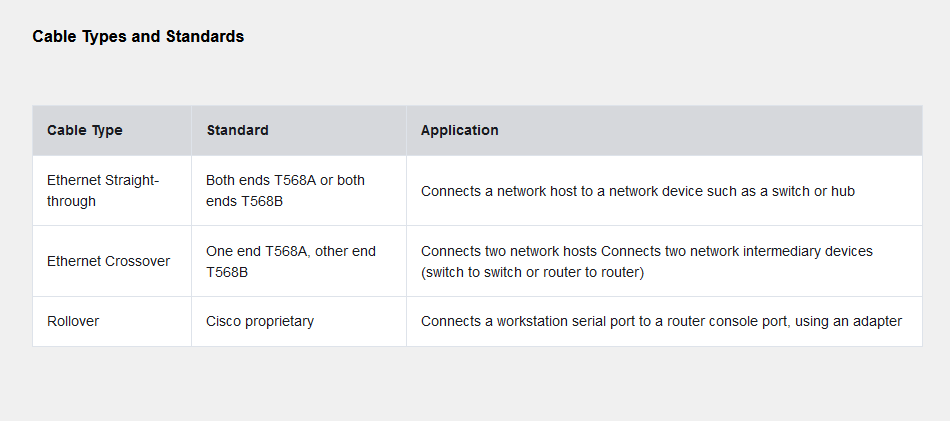 Cable Types and Standards
Cable Type
Standard
Application
Ethernet Straight-
through
Both ends T568A or both
ends T568B
Connects a network host to a network device such as a switch or hub
Ethernet Crossover
One end T568A, other end
T568B
Connects two network hosts Connects two network intermediary devices
(switch to switch or router to router)
Rollover
Cisco proprietary
Connects a workstation serial port to a router console port, using an adapter